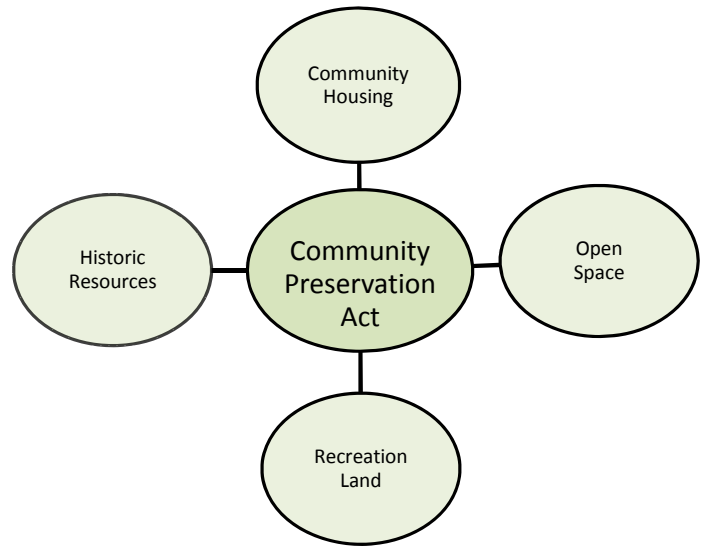 Community
Housing
Historic
Resources
Community
Preservation
Act
Open
Space
Recreation
Land